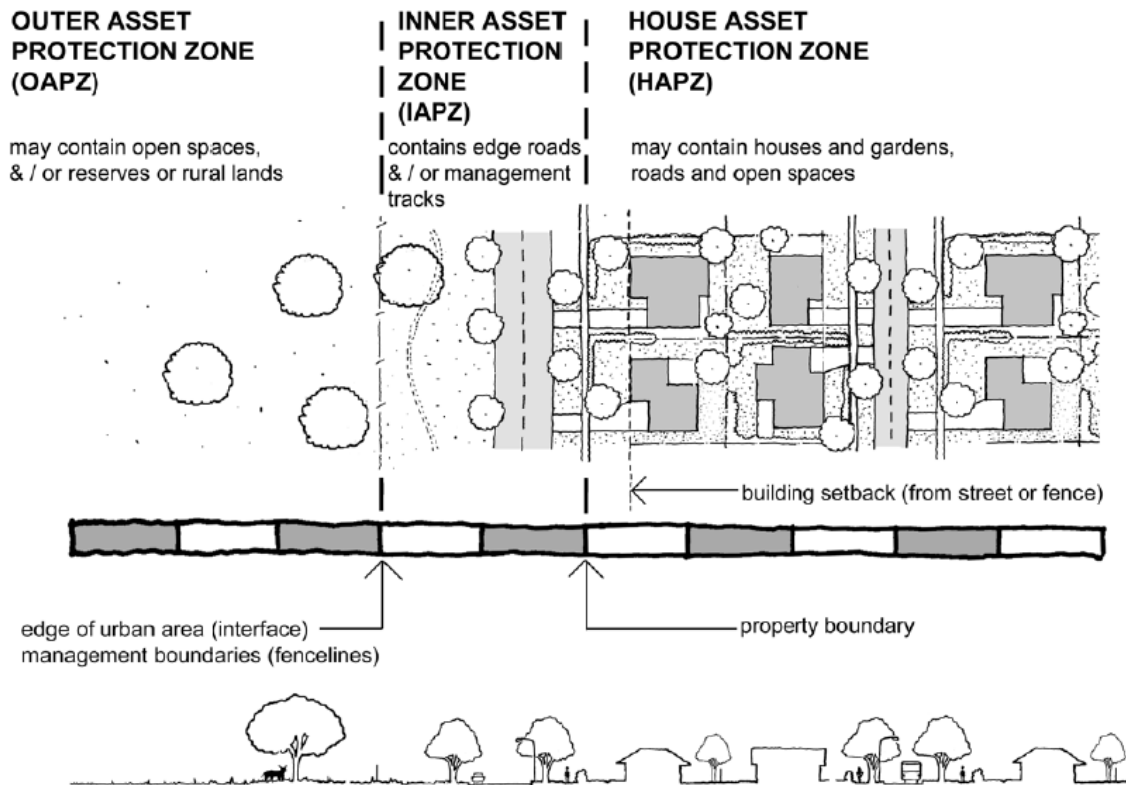 OUTER ASSET
PROTECTION ZONE
(OAPZ)
may contain open spaces,
& / or reserves or rural lands
INNER ASSET
PROTECTION
ZONE
(IAPZ)
contains edge roads
& / or management
tracks
HOUSE ASSET
PROTECTION ZONE
(HAPZ)
may contain houses and gardens,
roads and open spaces
building setback (from street or fence)
edge of urban area (interface)
management boundaries (fencelines)
property boundary